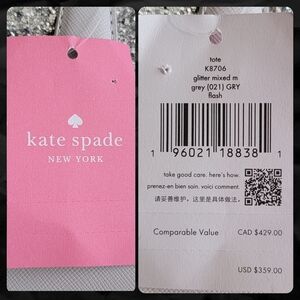 kate spade
NEW YORK
tote
K8706
glitter mixed m
grey (021) GRY
flash
1 96021 18838 1
take good care. here's how.
prenez-en bien soin. voici comment.
请妥善维护，这里是具体做法。
Comparable Value CAD $429.00
USD $359.00